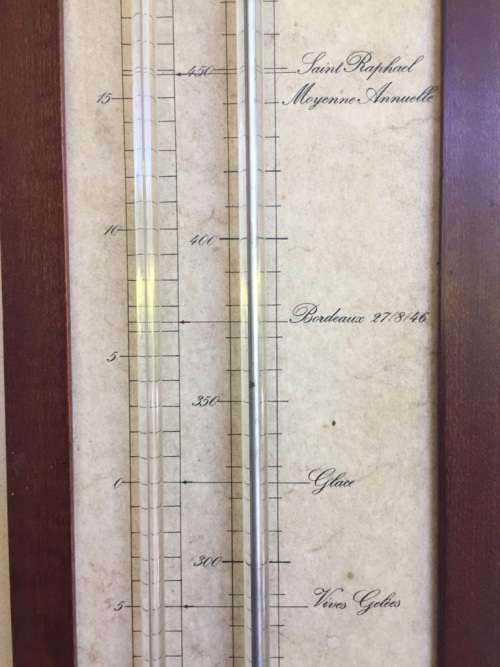 450
Saint Raphael
15
Moyenne Annuelle
10
400
Bordeaux 27/8/46
5
350
0
Glace
300
5
Vives Gelées